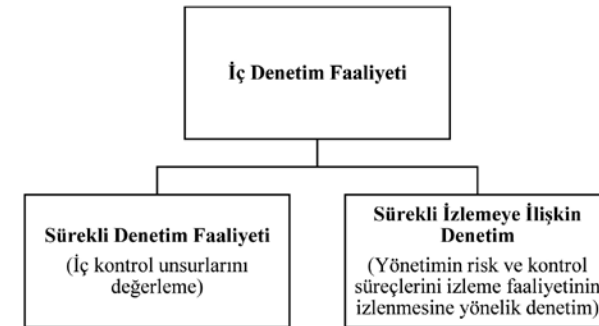 İç Denetim Faaliyeti
Sürekli Denetim Faaliyeti
(İç kontrol unsurlarını
değerleme)
Sürekli İzlemeye İlişkin
Denetim
(Yönetimin risk ve kontrol
süreçlerini izleme faaliyetinin
izlenmesine yönelik denetim)